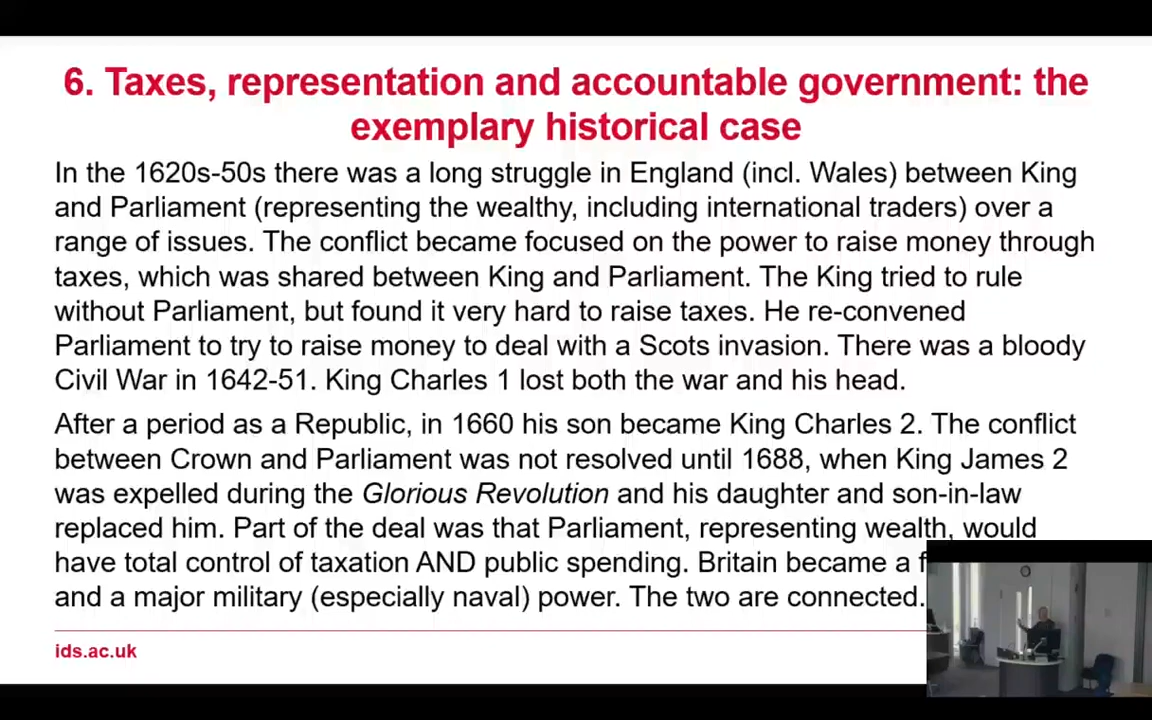 6. Taxes, representation and accountable government: the
exemplary historical case
In the 1620s-50s there was a long struggle in England (incl. Wales) between King
and Parliament (representing the wealthy, including international traders) over a
range of issues. The conflict became focused on the power to raise money through
taxes, which was shared between King and Parliament. The King tried to rule
without Parliament, but found it very hard to raise taxes. He re-convened
Parliament to try to raise money to deal with a Scots invasion. There was a bloody
Civil War in 1642-51. King Charles 1 lost both the war and his head.
After a period as a Republic, in 1660 his son became King Charles 2. The conflict
between Crown and Parliament was not resolved until 1688, when King James 2
was expelled during the Glorious Revolution and his daughter and son-in-law
replaced him. Part of the deal was that Parliament, representing wealth, would
have total control of taxation AND public spending. Britain became a
and a major military (especially naval) power. The two are connected.
ids.ac.uk